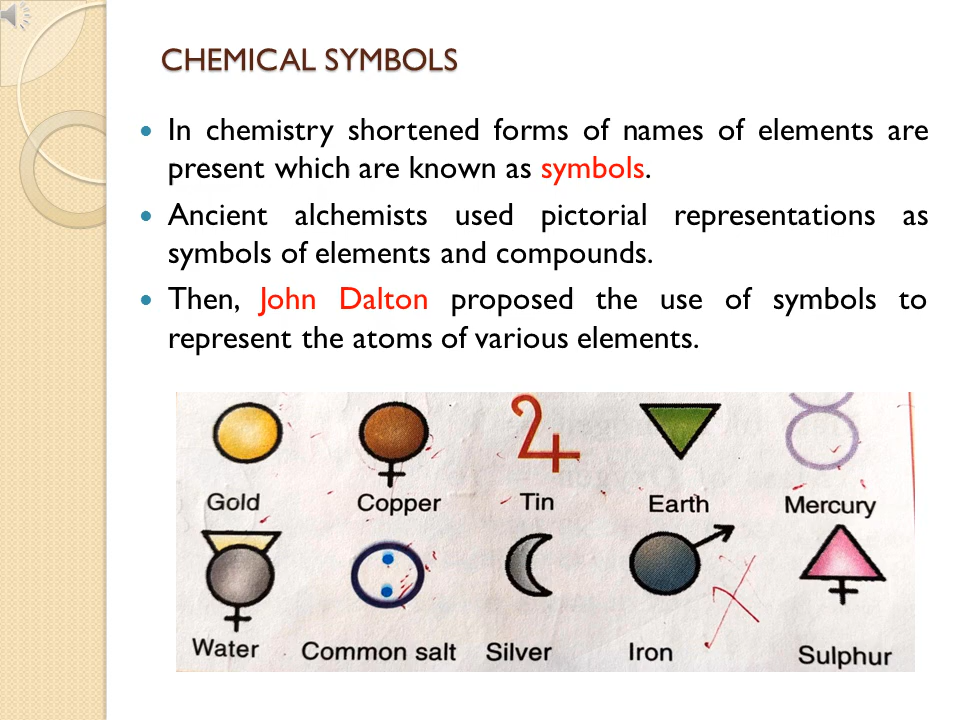 CHEMICAL SYMBOLS
In chemistry shortened forms of names of elements are
present which are known as symbols.
Ancient alchemists used pictorial representations as
symbols of elements and compounds.
Then, John Dalton proposed the use of symbols to
represent the atoms of various elements.
Gold Copper Tin Earth Mercury
Water Common salt Silver Iron Sulphur